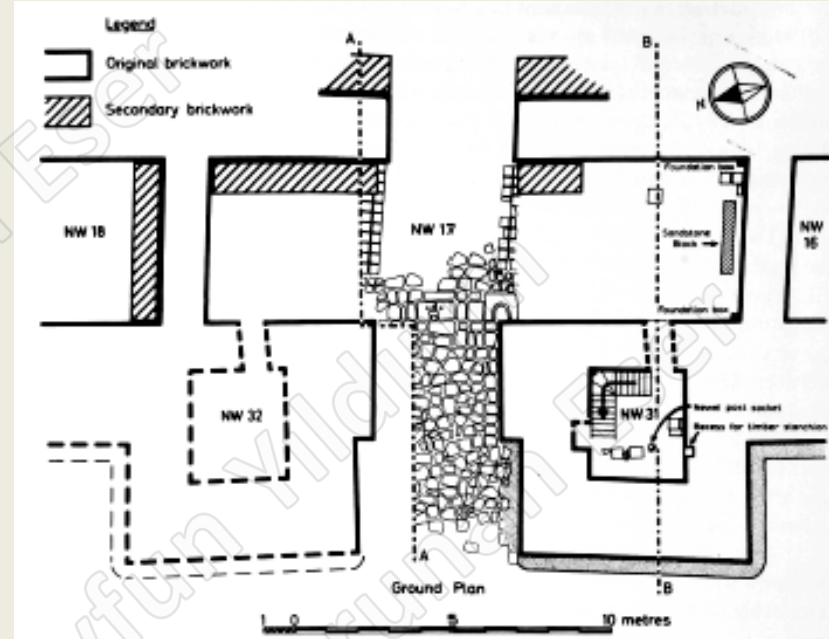 Legend
A
B
Original brickwork
Secondary brickwork
N
Foundation box
NW 18
NW 17
NW
16
Sandstone
Block
Foundation box
NW 32
NW 31
Newel post socket
Recess for timber stanchion
A
B
Ground Plan
1 0 5 10 metres